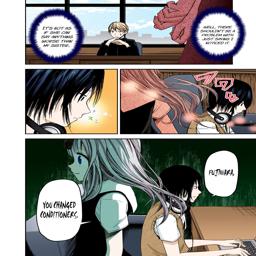 WELL, THERE
SHOULDN'T BE A
PROBLEM WITH
JUST SAYING I
NOTICED IT.
IT'S NOT AS
IF SHE CAN
SAY ANYTHING
WORSE THAN
MY SISTER.
FUJIWARA,
YOU CHANGED
CONDITIONERS.